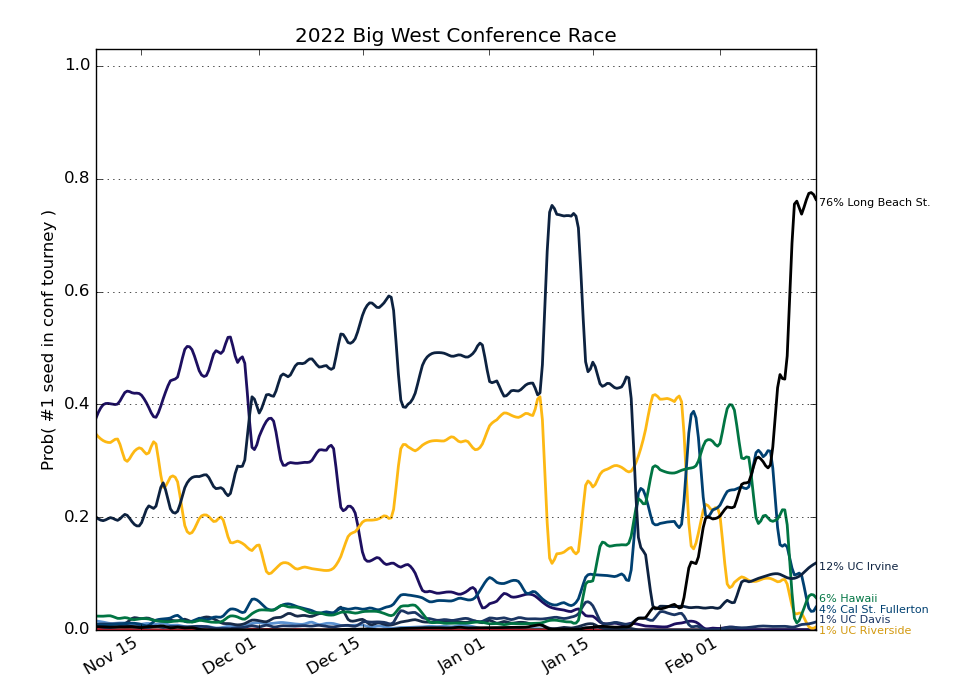 2022 Big West Conference Race
Prob( #1 seed in conf tourney )
1.0
0.8
0.6
0.4
0.2
0.0
Nov 15
Dec 01
Dec 15
Jan 01
Jan 15
Feb 01
76% Long Beach St.
12% UC Irvine
6% Hawaii
4% Cal St. Fullerton
1% UC Davis
1% UC Riverside